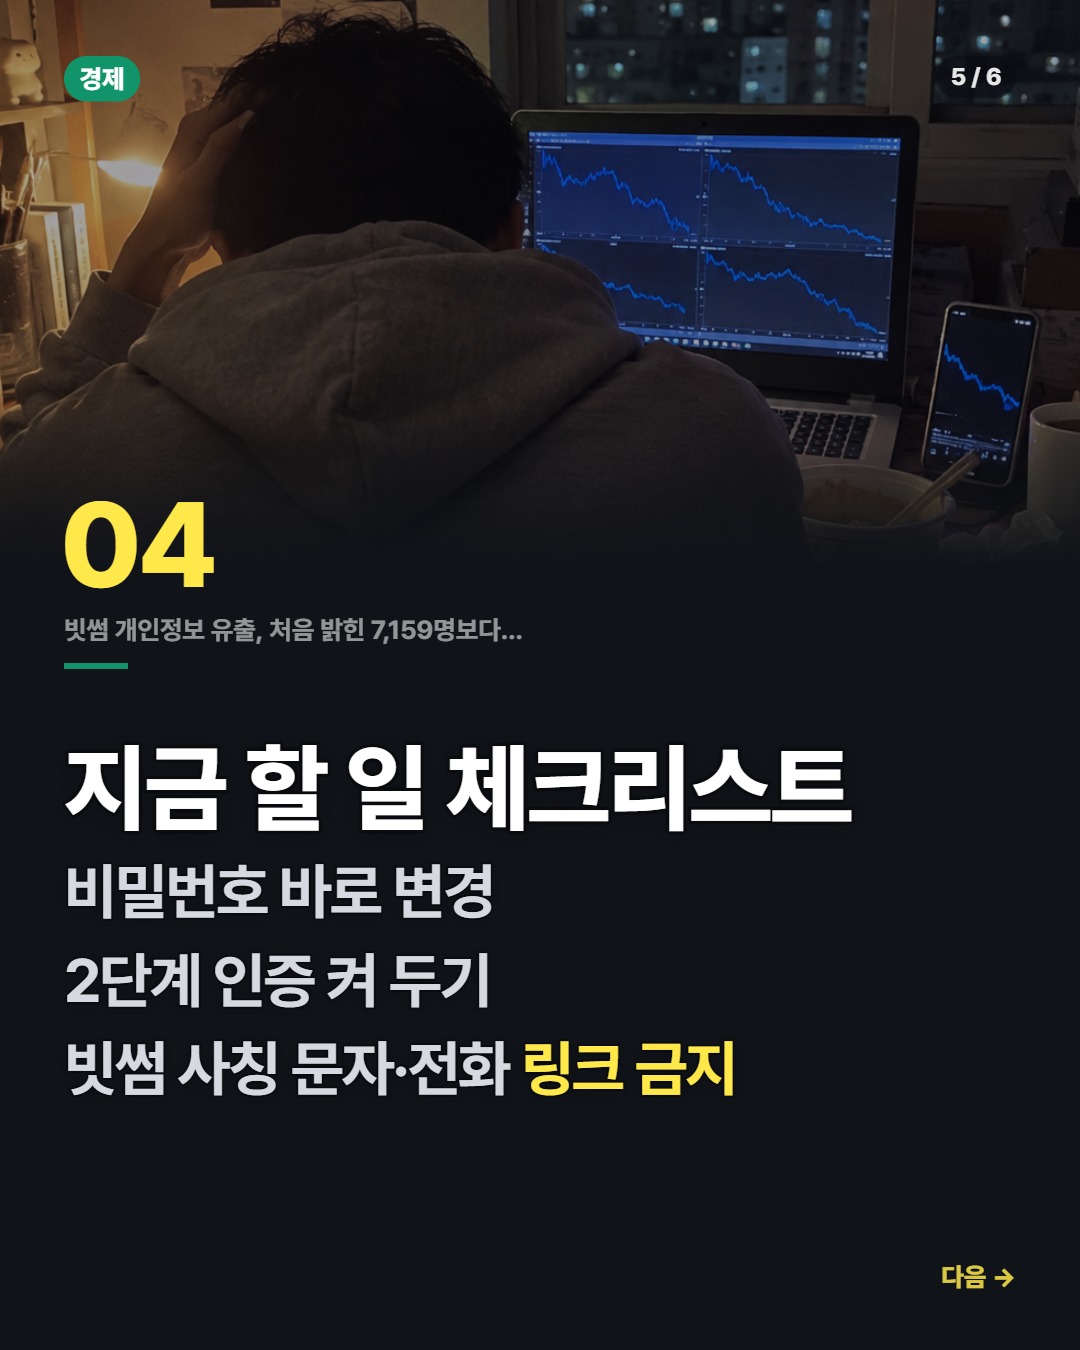 경제
5 / 6
04
빗썸 개인정보 유출, 처음 밝힌 7,159명보다...
지금 할 일 체크리스트
비밀번호 바로 변경
2단계 인증 켜 두기
빗썸 사칭 문자·전화 링크 금지
다음 →